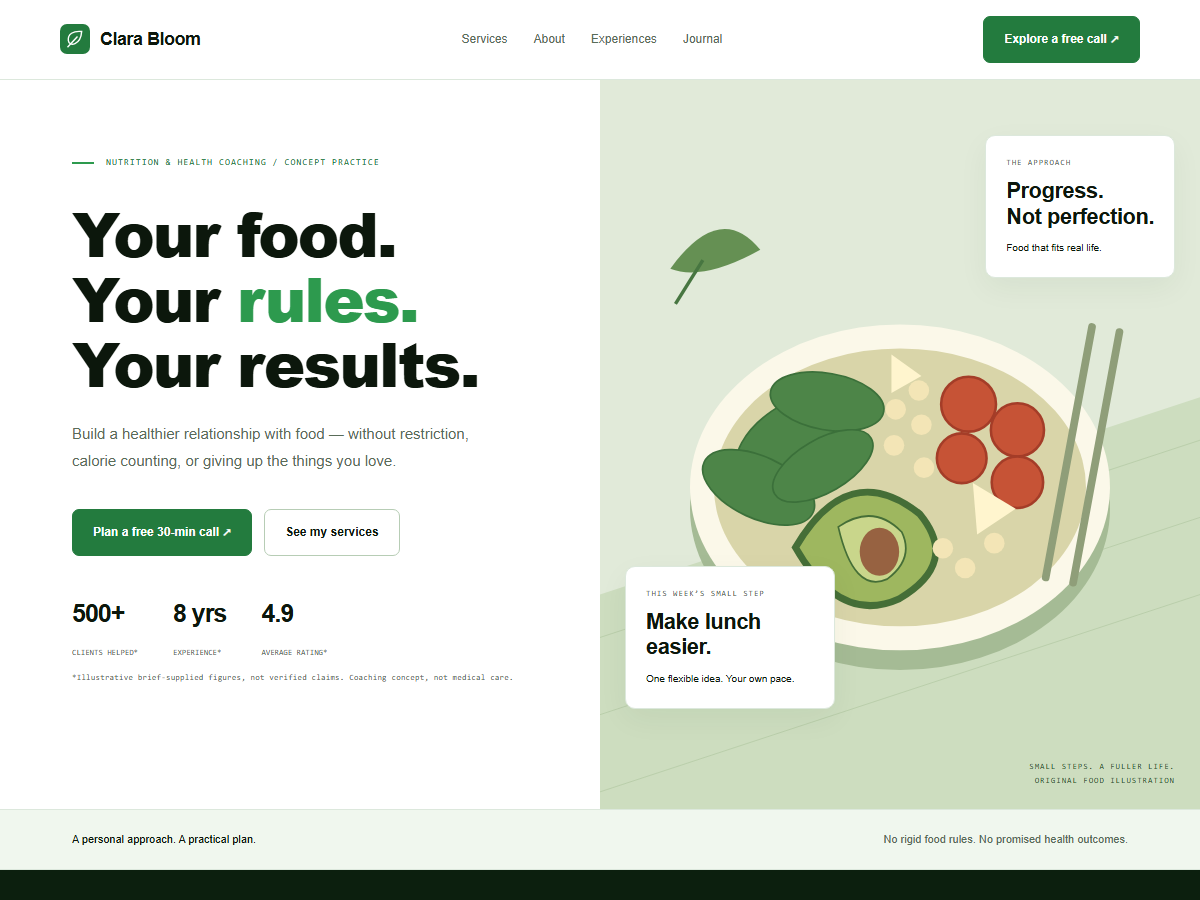 Clara Bloom
Services
About
Experiences
Journal
Explore a free call ↗
NUTRITION & HEALTH COACHING / CONCEPT PRACTICE
Your food.
Your rules.
Your results.
Build a healthier relationship with food — without restriction,
calorie counting, or giving up the things you love.
Plan a free 30-min call ↗
See my services
500+
CLIENTS HELPED*
8 yrs
EXPERIENCE*
4.9
AVERAGE RATING*
*Illustrative brief-supplied figures, not verified claims. Coaching concept, not medical care.
THE APPROACH
Progress.
Not perfection.
Food that fits real life.
THIS WEEK'S SMALL STEP
Make lunch
easier.
One flexible idea. Your own pace.
SMALL STEPS. A FULLER LIFE.
ORIGINAL FOOD ILLUSTRATION
A personal approach. A practical plan.
No rigid food rules. No promised health outcomes.